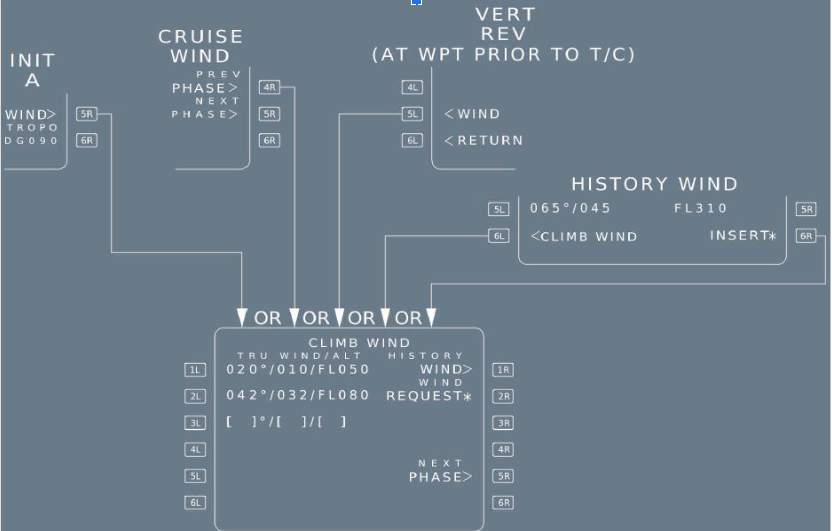 INIT
A
WIND>
TROPO
DG090
5R
6R
CRUISE
WIND
PREV
PHASE>
NEXT
PHASE>
4R
5R
6R
VERT
REV
(AT WPT PRIOR TO T/C)
4L
5L <WIND
6L <RETURN
HISTORY WIND
5L 065°/045 FL310 5R
6L <CLIMB WIND INSERT* 6R
OR OR OR OR
CLIMB WIND
TRU WIND/ALT HISTORY
1L 020°/010/FL050 WIND> 1R
WIND
2L 042°/032/FL080 REQUEST* 2R
3L [ ]°/[ ]/[ ] 3R
4L 4R
NEXT
5L PHASE> 5R
6L 6R